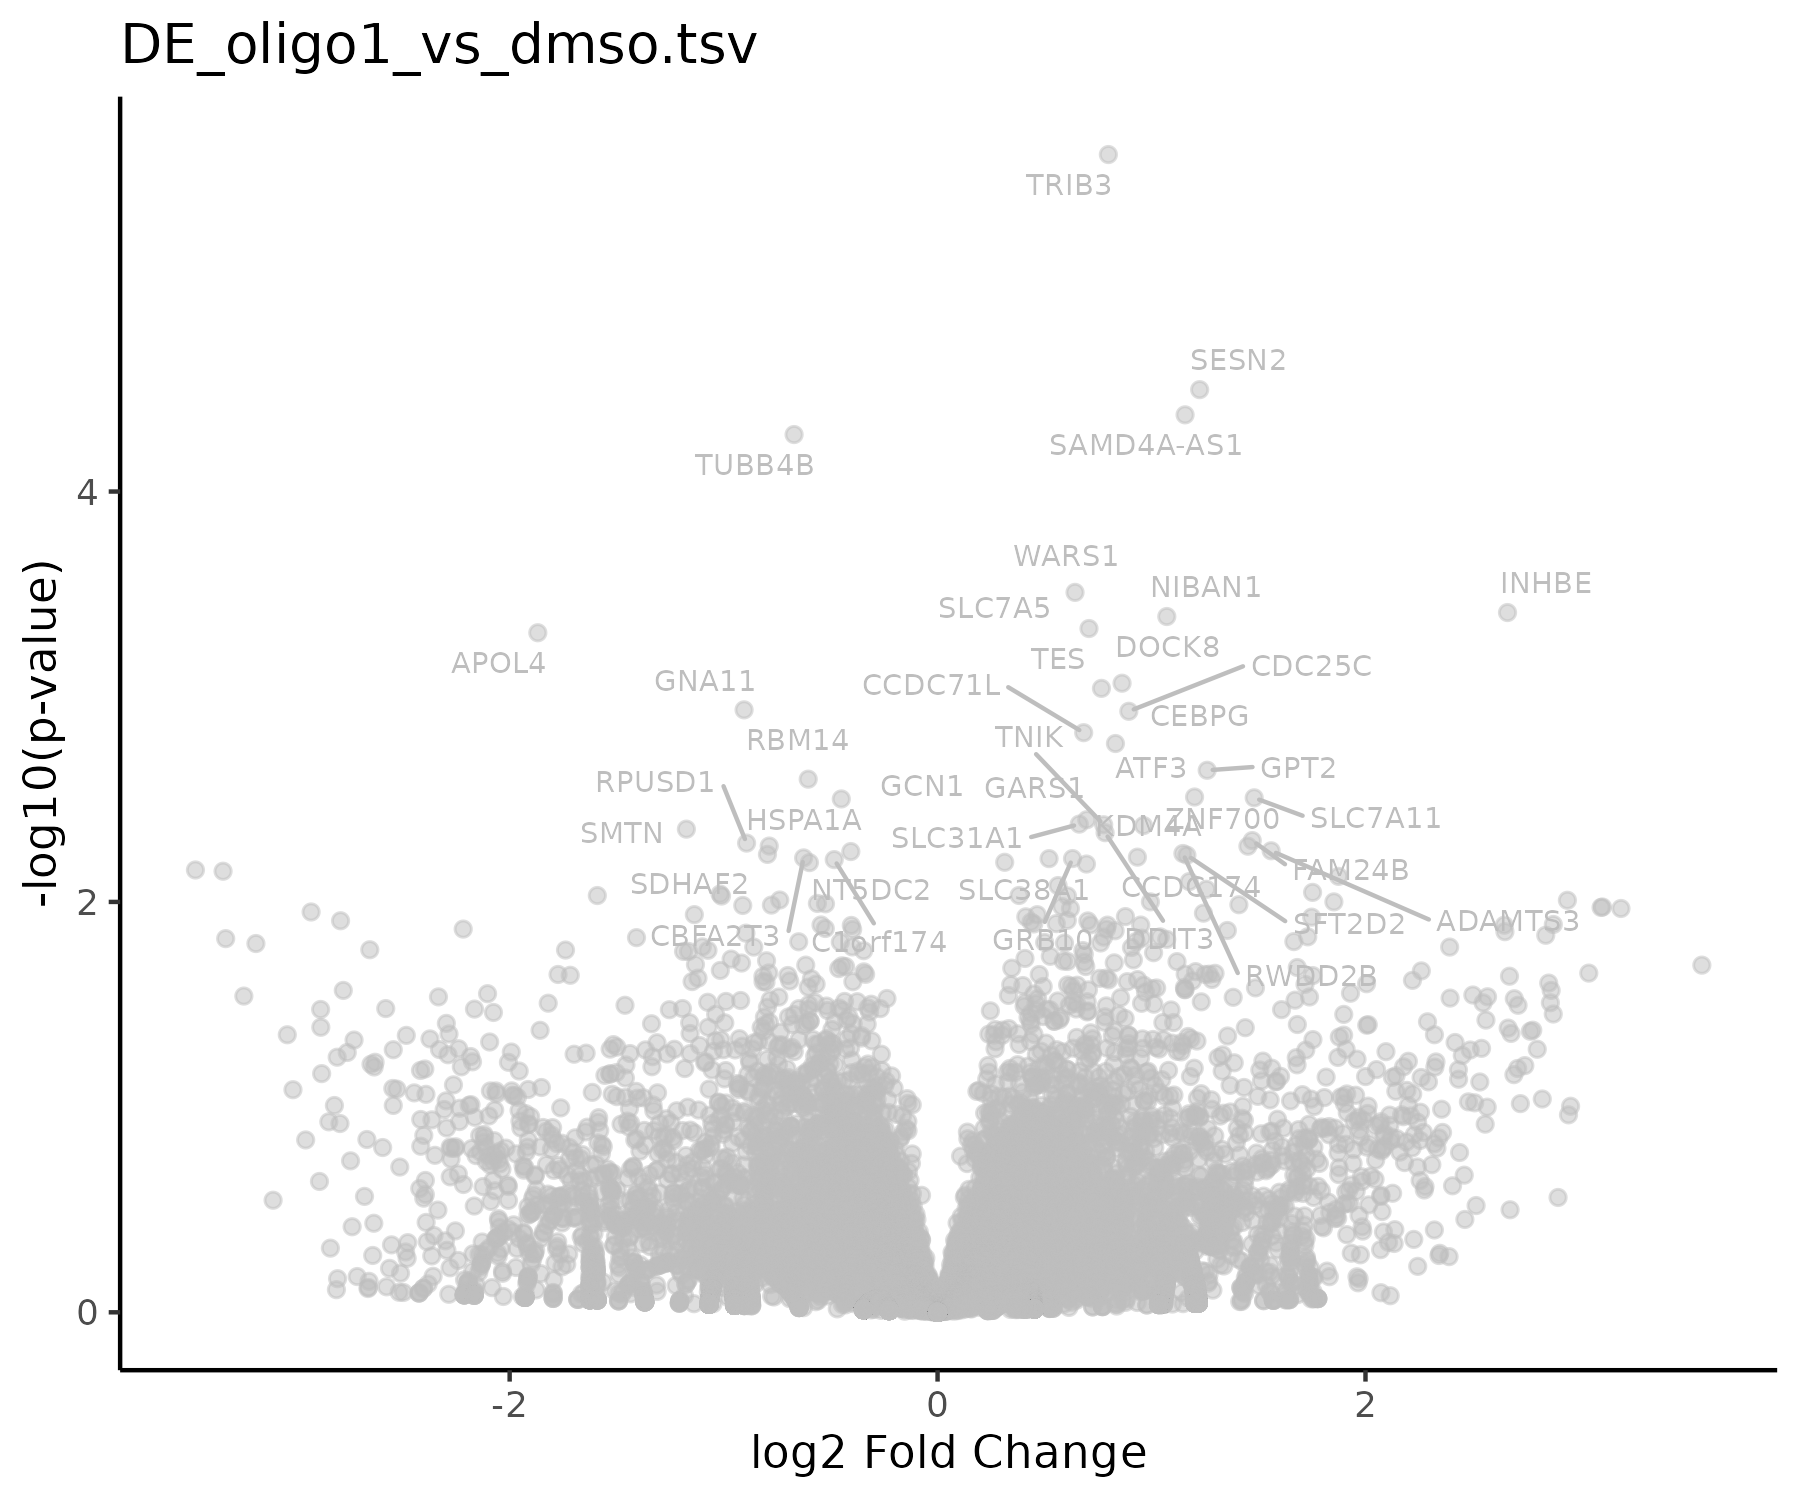 DE_oligo1_vs_dmso.tsv
TRIB3
SESN2
SAMD4A-AS1
TUBB4B
4
WARS1
NIBAN1
INHBE
SLC7A5
DOCK8
TES
APOL4
CDC25C
GNA11
CCDC71L
CEBPG
TNIK
RBM14
ATF3
GPT2
RPUSD1
GCN1
GARS1
HSPA1A
KDM4A
ZNF700
SLC7A11
SMTN
SLC31A1
FAM24B
SDHAF2
NT5DC2
SLC38A1
CCDC174
2
ADAMTS3
SFT2D2
CBFA2T3
C1orf174
GRB10
DDIT3
RWDD2B
0
-log10(p-value)
-2
0
2
log2 Fold Change